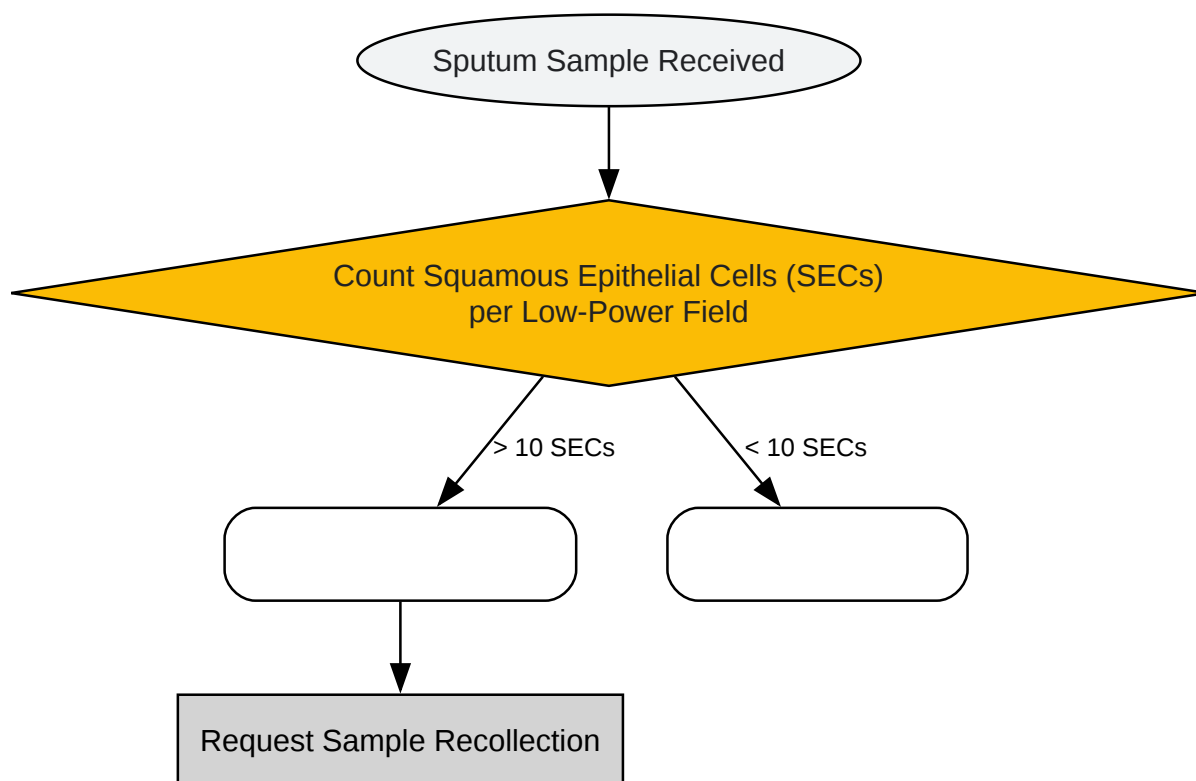 Sputum Sample Received
Count Squamous Epithelial Cells (SECs)
per Low-Power Field
> 10 SECs
< 10 SECs
Request Sample Recollection